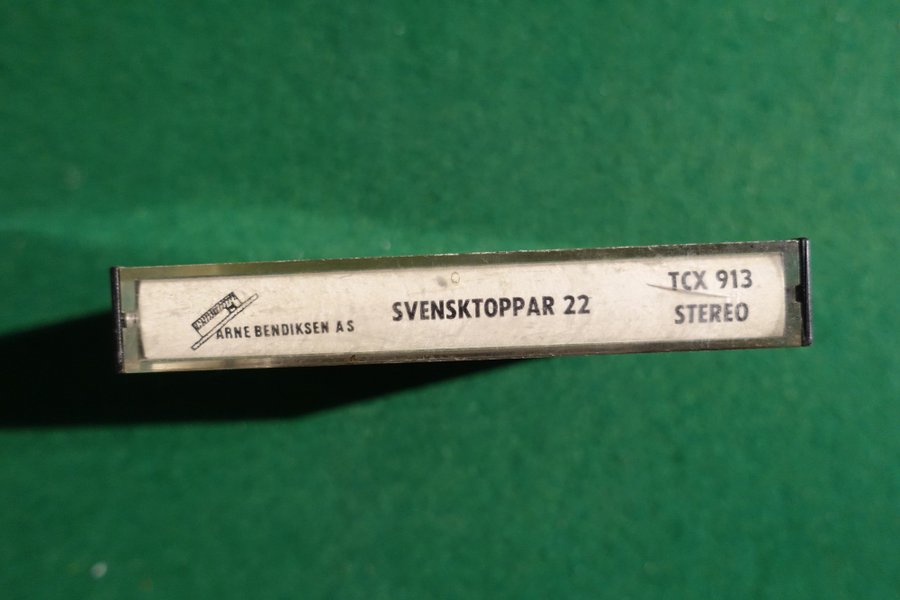 ARNE BENDIKSEN A S
SVENSKTOPPAR 22
TCX 913
STEREO